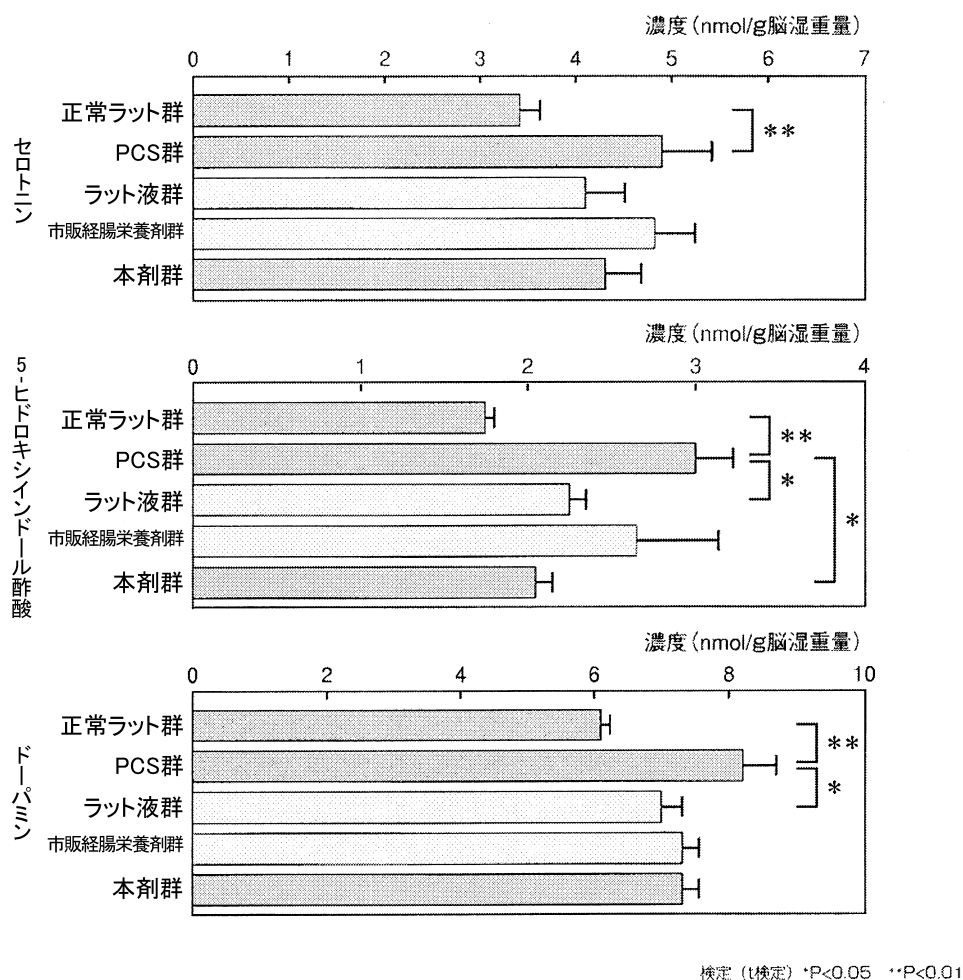 濃度(nmol/g脳湿重量)
0 1 2 3 4 5 6 7
セロトニン
正常ラット群
PCS群
ラット液群
市販経腸栄養剤群
本剤群
**
濃度(nmol/g脳湿重量)
0 1 2 3 4
5-ヒドロキシインドール酢酸
正常ラット群
PCS群
ラット液群
市販経腸栄養剤群
本剤群
**
*
*
濃度(nmol/g脳湿重量)
0 2 4 6 8 10
ドーパミン
正常ラット群
PCS群
ラット液群
市販経腸栄養剤群
本剤群
**
*
検定(t検定) *P<0.05 **P<0.01